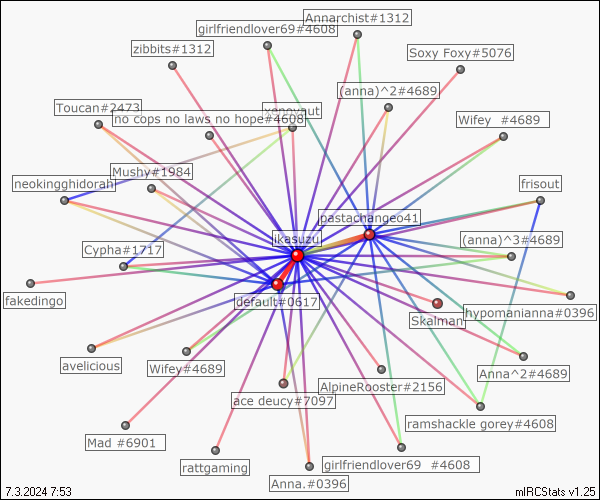 Annarchist#1312
girlfriendlover69#4608
zibbits#1312
Soxy Foxy#5076
(anna)^2#4689
Toucan#2473
xenovaut
no cops no laws no hope#4608
Wifey #4689
Mushy#1984
neokingghidorah
frisout
pastachangeo41
ikasuzu
(anna)^3#4689
Cypha#1717
fakedingo
default#0617
hypomanianna#0396
Skalman
avelicious
Wifey#4689
Anna^2#4689
AlpineRooster#2156
ace deucy#7097
ramshackle gorey#4608
Mad #6901
rattgaming
girlfriendlover69 #4608
Anna.#0396
7.3.2024 7:53
mIRCStats v1.25